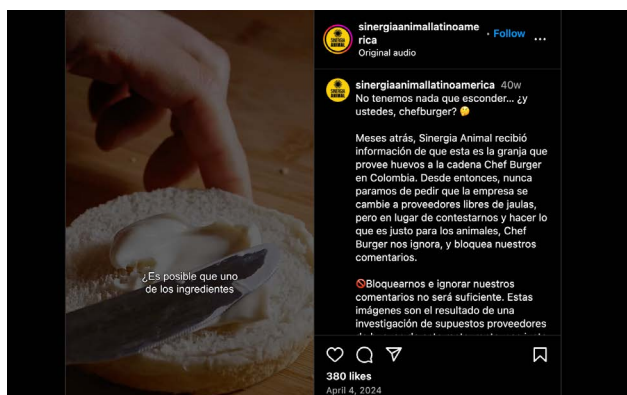 ¿Es posible que uno
de los ingredientes
sinergiaanimallatinoame
rica
· Follow
Original audio
SINERGIA
ANIMAL
SINERGIA
ANIMAL
sinergiaanimallatinoamerica 40w
No tenemos nada que esconder... ¿y
ustedes, chefburger? 🤔
Meses atrás, Sinergia Animal recibió
información de que esta es la granja que
provee huevos a la cadena Chef Burger
en Colombia. Desde entonces, nunca
paramos de pedir que la empresa se
cambie a proveedores libres de jaulas,
pero en lugar de contestarnos y hacer lo
que es justo para los animales, Chef
Burger nos ignora, y bloquea nuestros
comentarios.
🚫Bloquearnos e ignorar nuestros
comentarios no será suficiente. Estas
imágenes son el resultado de una
investigación de supuestos proveedores
380 likes
April 4, 2024